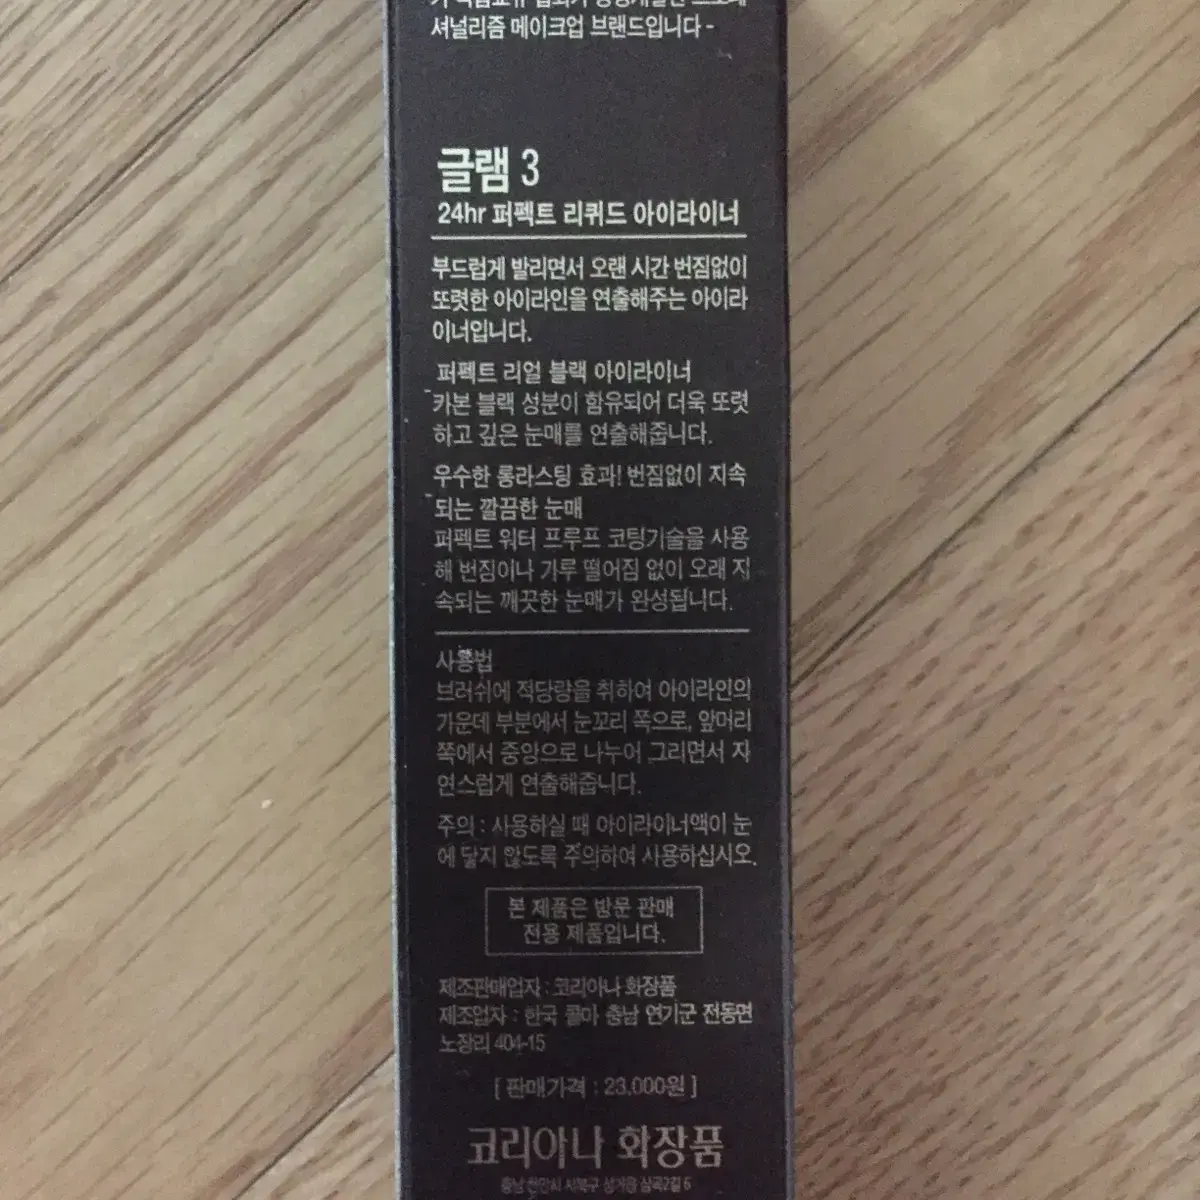 셔널리즘 메이크업 브랜드입니다 -
글램 3
24hr 퍼펙트 리퀴드 아이라이너
부드럽게 발리면서 오랜 시간 번짐없이
또렷한 아이라인을 연출해주는 아이라
이너입니다.
퍼펙트 리얼 블랙 아이라이너
카본 블랙 성분이 함유되어 더욱 또렷
하고 깊은 눈매를 연출해줍니다.
우수한 롱라스팅 효과! 번짐없이 지속
되는 깔끔한 눈매
퍼펙트 워터 프루프 코팅기술을 사용
해 번짐이나 가루 떨어짐 없이 오래 지
속되는 깨끗한 눈매가 완성됩니다.
사용법
브러쉬에 적당량을 취하여 아이라인의
가운데 부분에서 눈꼬리 쪽으로, 앞머리
쪽에서 중앙으로 나누어 그리면서 자
연스럽게 연출해줍니다.
주의 : 사용하실 때 아이라이너액이 눈
에 닿지 않도록 주의하여 사용하십시오.
본 제품은 방문 판매
전용 제품입니다.
제조판매업자 : 코리아나 화장품
제조업자 : 한국 콜마 충남 연기군 전동면
노장리 404-15
[ 판매가격 : 23,000원 ]
코리아나 화장품
충남 천안시 서북구 성거읍 삼곡2길 6